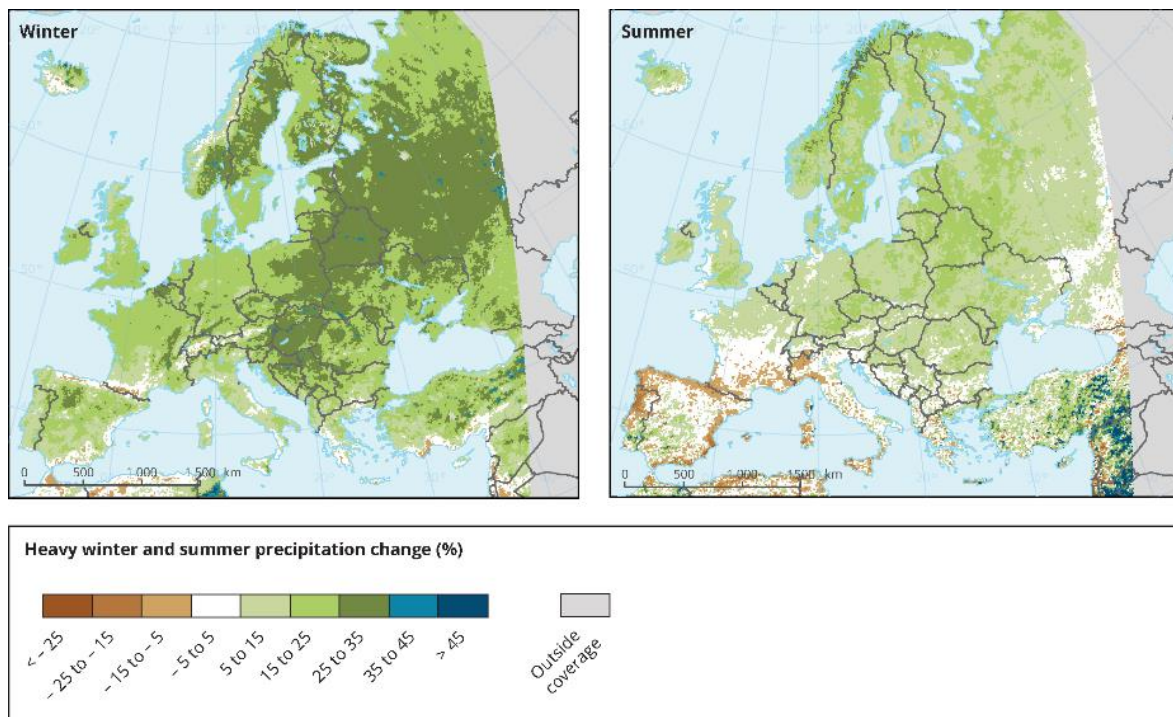 Winter
Summer
0 500 1 000 1 500 km
0 500 1 000 1 500 km
Heavy winter and summer precipitation change (%)
< – 25
– 25 to – 15
– 15 to – 5
– 5 to 5
5 to 15
15 to 25
25 to 35
35 to 45
> 45
Outside
coverage